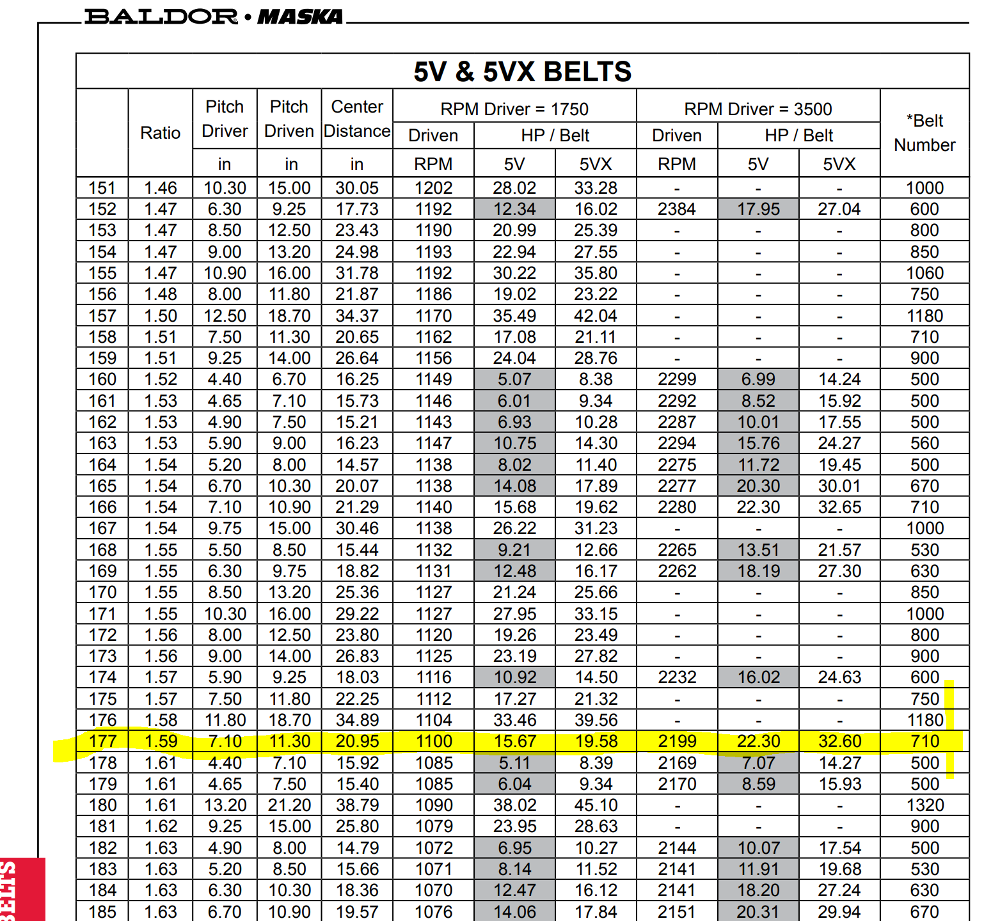 BALDOR® • MASKA
5V & 5VX BELTS
Ratio Pitch Driver Pitch Driven Center Distance RPM Driver = 1750 RPM Driver = 3500 *Belt Number
Driven HP / Belt Driven HP / Belt
in in in RPM 5V 5VX RPM 5V 5VX
151 1.46 10.30 15.00 30.05 1202 28.02 33.28 - - - 1000
152 1.47 6.30 9.25 17.73 1192 12.34 16.02 2384 17.95 27.04 600
153 1.47 8.50 12.50 23.43 1190 20.99 25.39 - - - 800
154 1.47 9.00 13.20 24.98 1193 22.94 27.55 - - - 850
155 1.47 10.90 16.00 31.78 1192 30.22 35.80 - - - 1060
156 1.48 8.00 11.80 21.87 1186 19.02 23.22 - - - 750
157 1.50 12.50 18.70 34.37 1170 35.49 42.04 - - - 1180
158 1.51 7.50 11.30 20.65 1162 17.08 21.11 - - - 710
159 1.51 9.25 14.00 26.64 1156 24.04 28.76 - - - 900
160 1.52 4.40 6.70 16.25 1149 5.07 8.38 2299 6.99 14.24 500
161 1.53 4.65 7.10 15.73 1146 6.01 9.34 2292 8.52 15.92 500
162 1.53 4.90 7.50 15.21 1143 6.93 10.28 2287 10.01 17.55 500
163 1.53 5.90 9.00 16.23 1147 10.75 14.30 2294 15.76 24.27 560
164 1.54 5.20 8.00 14.57 1138 8.02 11.40 2275 11.72 19.45 500
165 1.54 6.70 10.30 20.07 1138 14.08 17.89 2277 20.30 30.01 670
166 1.54 7.10 10.90 21.29 1140 15.68 19.62 2280 22.30 32.65 710
167 1.54 9.75 15.00 30.46 1138 26.22 31.23 - - - 1000
168 1.55 5.50 8.50 15.44 1132 9.21 12.66 2265 13.51 21.57 530
169 1.55 6.30 9.75 18.82 1131 12.48 16.17 2262 18.19 27.30 630
170 1.55 8.50 13.20 25.36 1127 21.24 25.66 - - - 850
171 1.55 10.30 16.00 29.22 1127 27.95 33.15 - - - 1000
172 1.56 8.00 12.50 23.80 1120 19.26 23.49 - - - 800
173 1.56 9.00 14.00 26.83 1125 23.19 27.82 - - - 900
174 1.57 5.90 9.25 18.03 1116 10.92 14.50 2232 16.02 24.63 600
175 1.57 7.50 11.80 22.25 1112 17.27 21.32 - - - 750
176 1.58 11.80 18.70 34.89 1104 33.46 39.56 - - - 1180
177 1.59 7.10 11.30 20.95 1100 15.67 19.58 2199 22.30 32.60 710
178 1.61 4.40 7.10 15.92 1085 5.11 8.39 2169 7.07 14.27 500
179 1.61 4.65 7.50 15.40 1085 6.04 9.34 2170 8.59 15.93 500
180 1.61 13.20 21.20 38.79 1090 38.02 45.10 - - - 1320
181 1.62 9.25 15.00 25.80 1079 23.95 28.63 - - - 900
182 1.63 4.90 8.00 14.79 1072 6.95 10.27 2144 10.07 17.54 500
183 1.63 5.20 8.50 15.66 1071 8.14 11.52 2141 11.91 19.68 530
184 1.63 6.30 10.30 18.36 1070 12.47 16.12 2141 18.20 27.24 630
185 1.63 6.70 10.90 19.57 1076 14.06 17.84 2151 20.31 29.94 670
BELTS